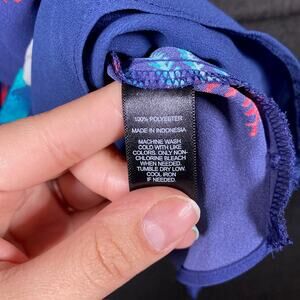 100% POLYESTER
MADE IN INDONESIA
MACHINE WASH
COLD WITH LIKE
COLORS. ONLY NON-
CHLORINE BLEACH
WHEN NEEDED.
TUMBLE DRY LOW.
COOL IRON
IF NEEDED.